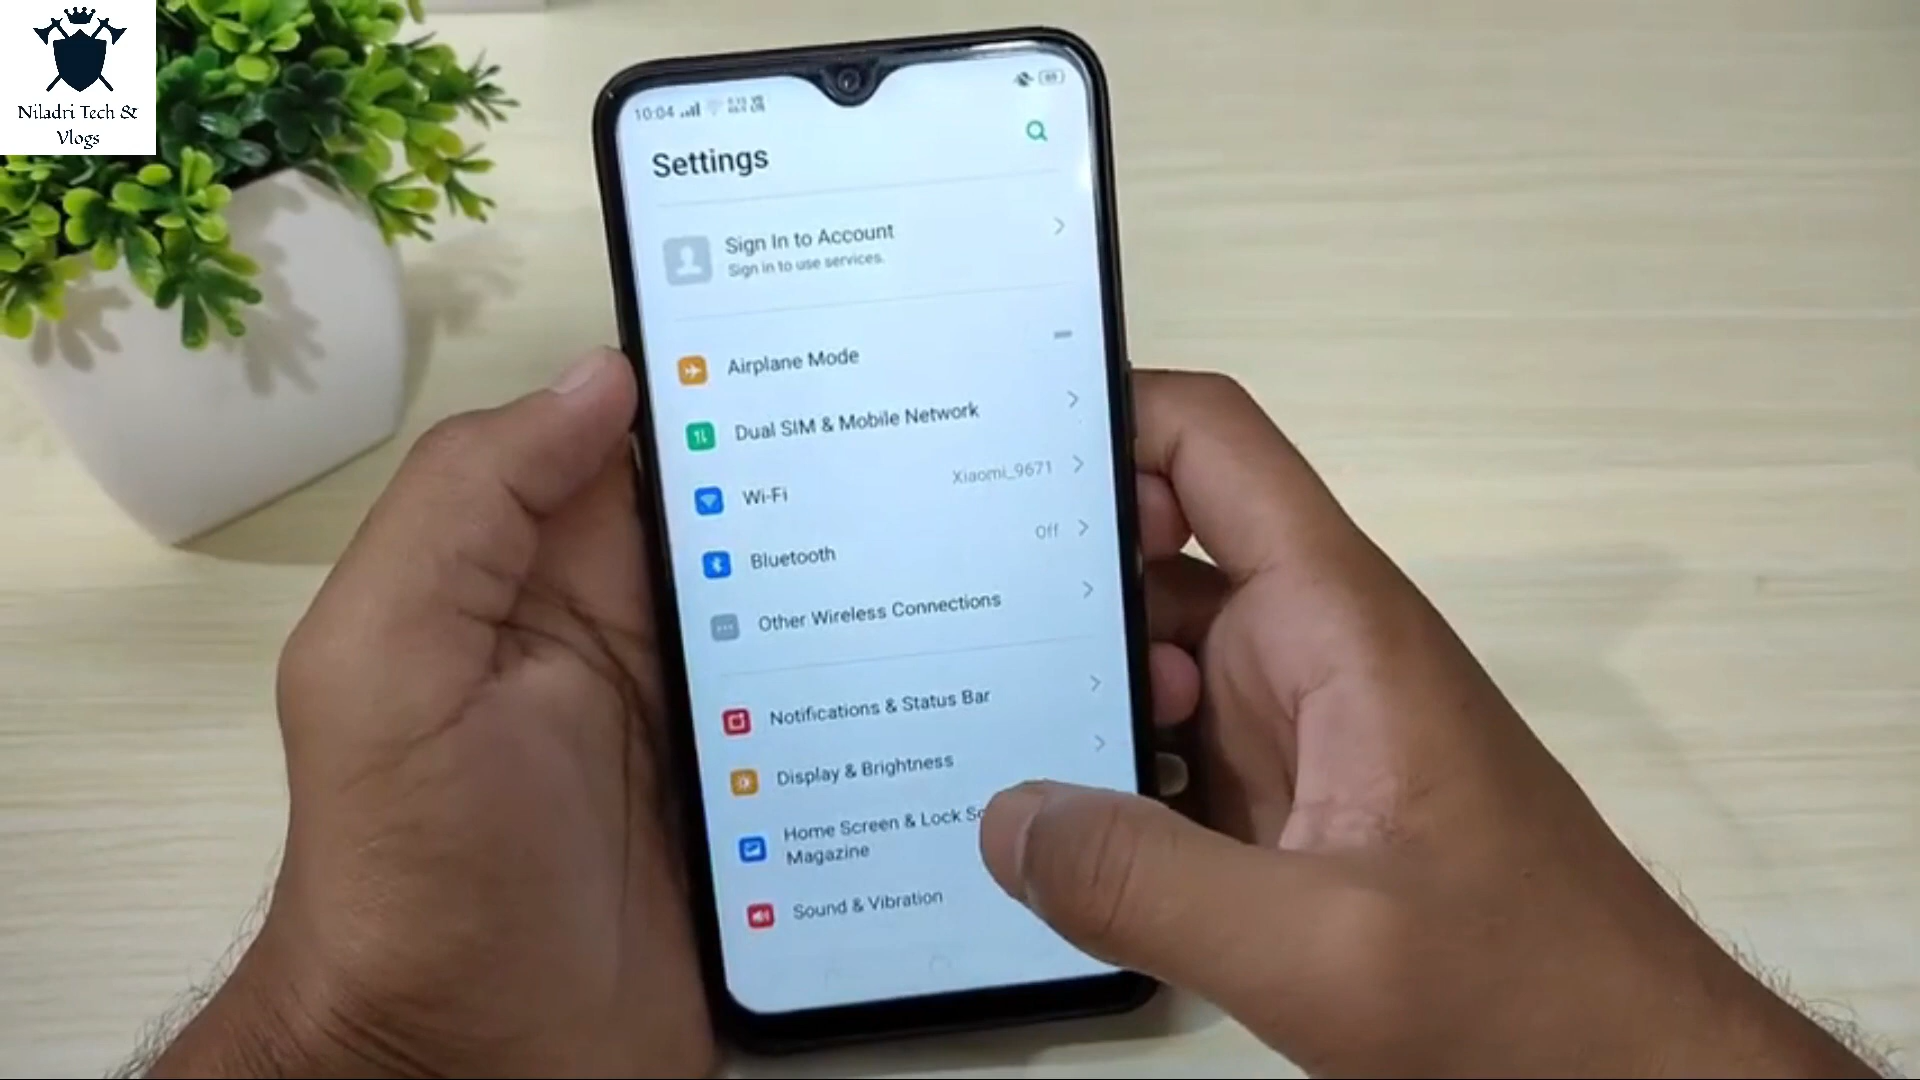 Niladri Tech &
Vlogs
10:04
Settings
Sign In to Account
Sign in to use services.
Airplane Mode
Dual SIM & Mobile Network
Wi-Fi
Xiaomi_9671
Bluetooth
Off
Other Wireless Connections
Notifications & Status Bar
Display & Brightness
Home Screen & Lock
Magazine
Sound & Vibration